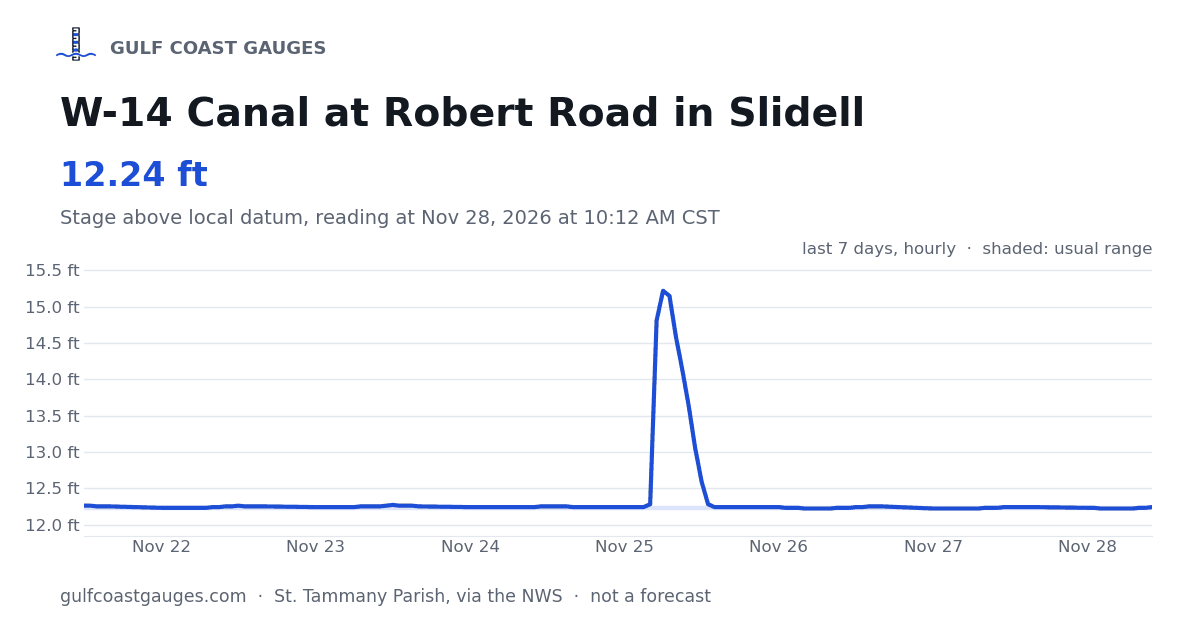 GULF COAST GAUGES
W-14 Canal at Robert Road in Slidell
12.24 ft
Stage above local datum, reading at Nov 28, 2026 at 10:12 AM CST
last 7 days, hourly · shaded: usual range
15.5 ft
15.0 ft
14.5 ft
14.0 ft
13.5 ft
13.0 ft
12.5 ft
12.0 ft
Nov 22 Nov 23 Nov 24 Nov 25 Nov 26 Nov 27 Nov 28
gulfcoastgauges.com · St. Tammany Parish, via the NWS · not a forecast